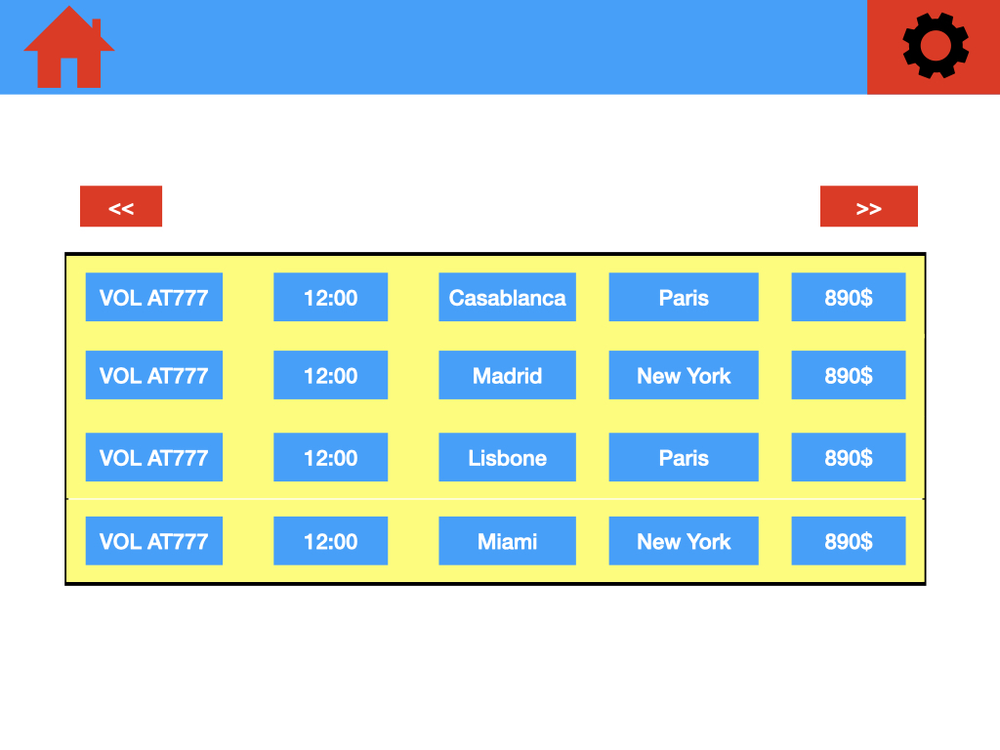 << >>
VOL AT777 12:00 Casablanca Paris 890$
VOL AT777 12:00 Madrid New York 890$
VOL AT777 12:00 Lisbone Paris 890$
VOL AT777 12:00 Miami New York 890$